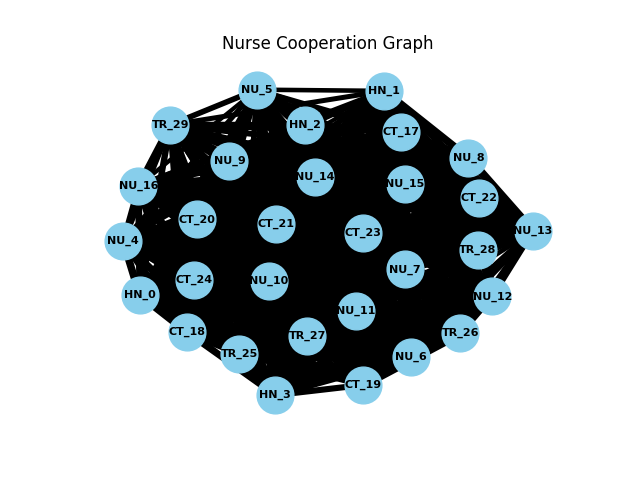 Nurse Cooperation Graph
NU_5
HN_1
TR_29
HN_2
CT_17
NU_9
NU_8
NU_14
NU_15
NU_16
CT_22
CT_20
CT_21
CT_23
NU_13
NU_4
TR_28
NU_7
CT_24
NU_10
HN_0
NU_12
NU_11
CT_18
TR_27
TR_26
TR_25
NU_6
CT_19
HN_3